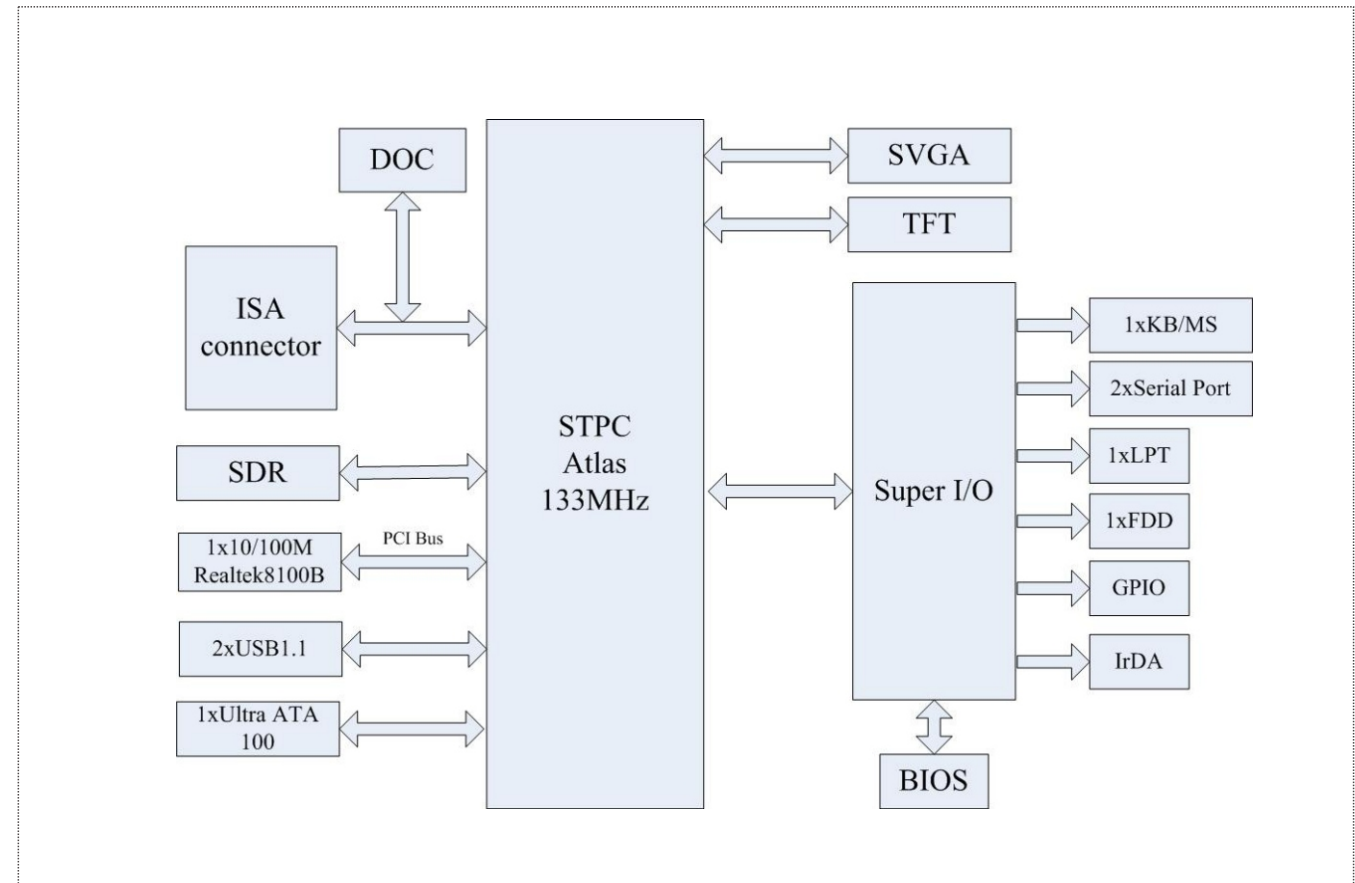 DOC
SVGA
TFT
ISA
connector
1xKB/MS
2xSerial Port
STPC
Atlas
133MHz
SDR
Super I/O
1xLPT
1xFDD
PCI Bus
1x10/100M
Realtek8100B
GPIO
2xUSB1.1
IrDA
1xUltra ATA
100
BIOS